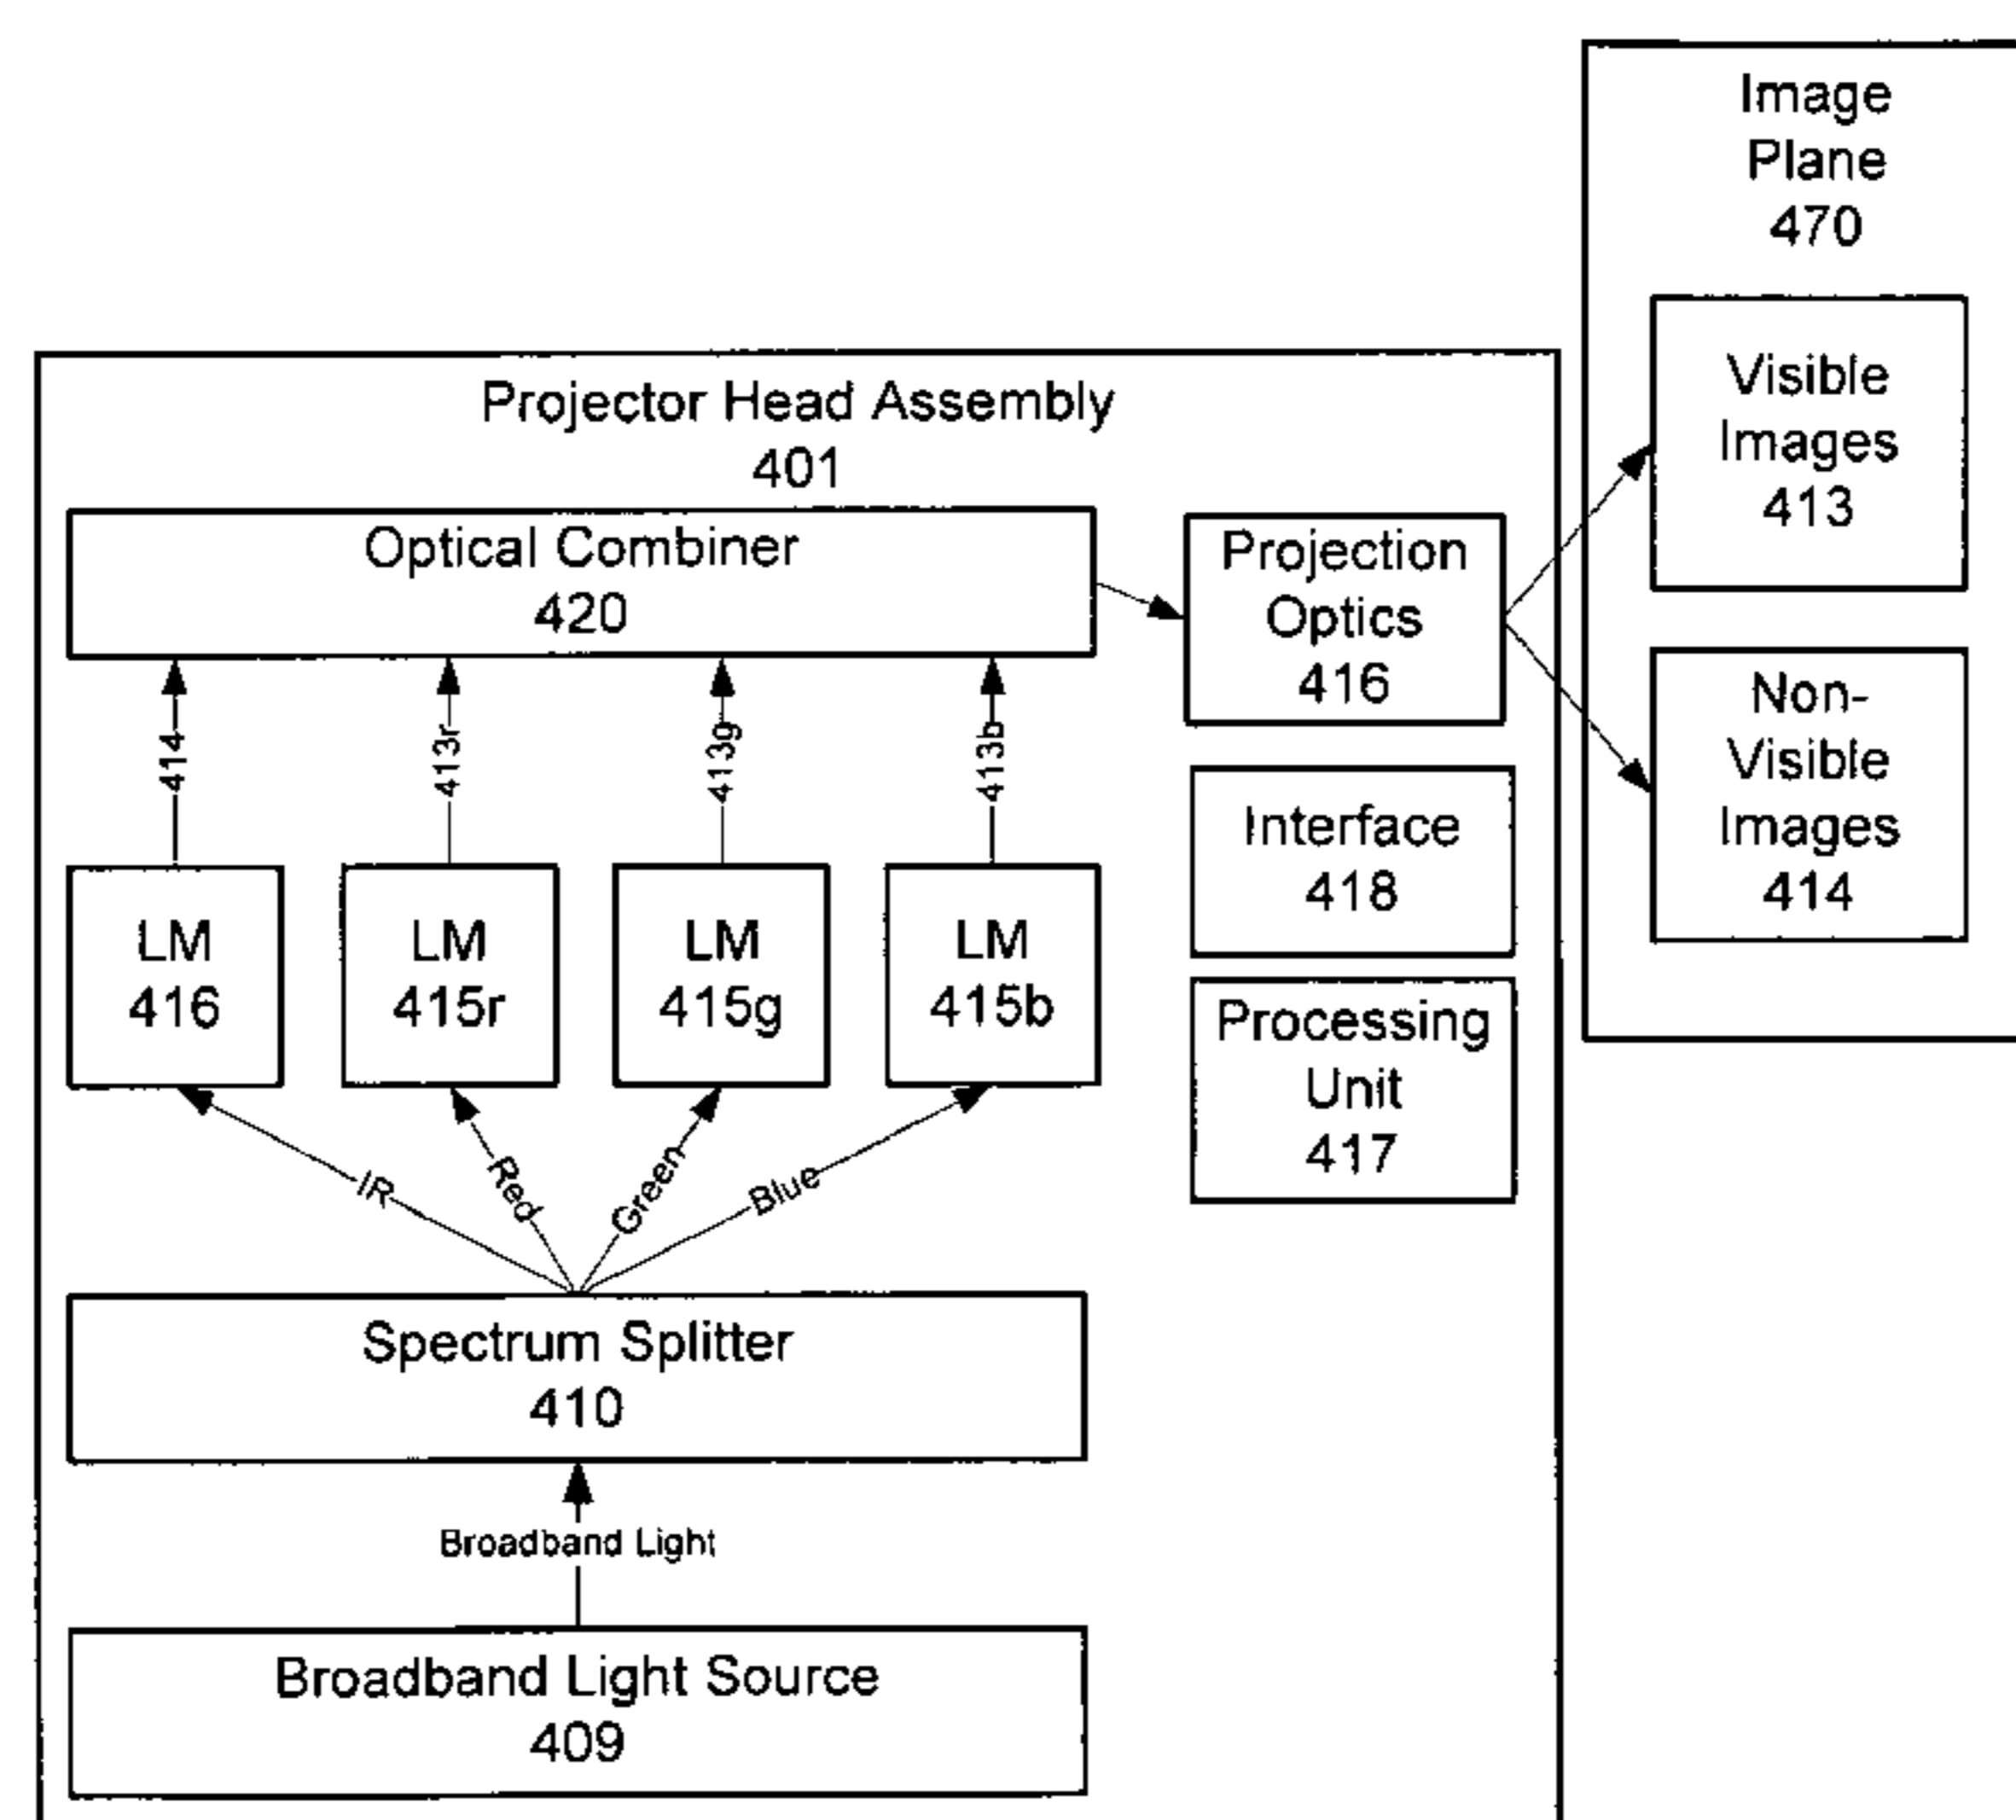 Image
Plane
470
Visible
Images
413
Non-
Visible
Images
414
Projector Head Assembly
401
Optical Combiner
420
Projection
Optics
416
Interface
418
Processing
Unit
417
414
413r
413g
413b
LM
416
LM
415r
LM
415g
LM
415b
IR
Red
Green
Blue
Spectrum Splitter
410
Broadband Light
Broadband Light Source
409